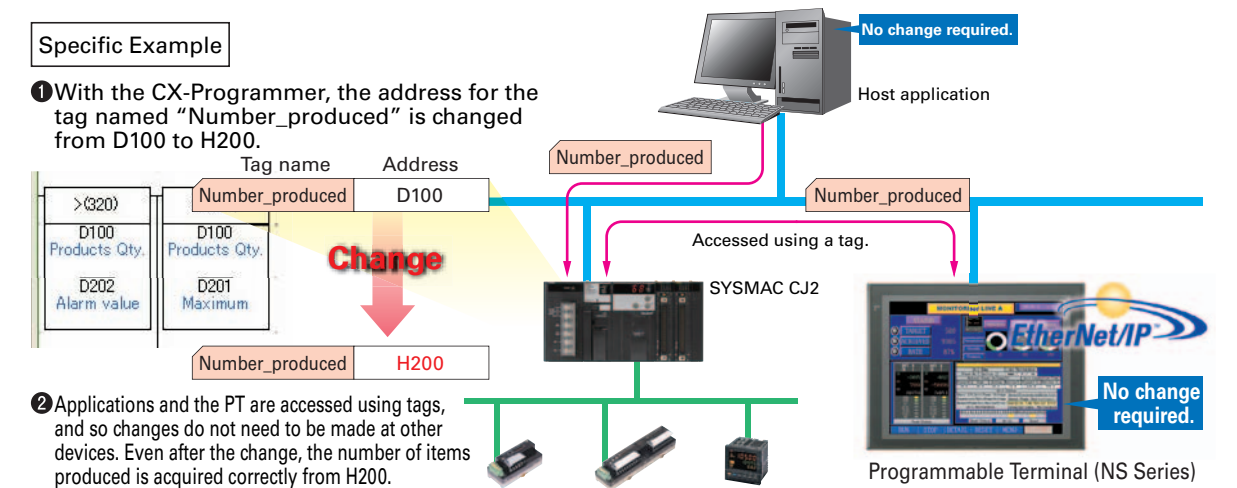 Specific Example
No change required.
Host application
❶With the CX-Programmer, the address for the
tag named “Number_produced” is changed
from D100 to H200.
Tag name Address
Number_produced D100
>(320)
D100
Products Qty.
D202
Alarm value
D100
Products Qty.
D201
Maximum
Change
Number_produced H200
Number_produced
Number_produced
Accessed using a tag.
SYSMAC CJ2
EtherNet/IP
No change
required.
❷Applications and the PT are accessed using tags,
and so changes do not need to be made at other
devices. Even after the change, the number of items
produced is acquired correctly from H200.
Programmable Terminal (NS Series)